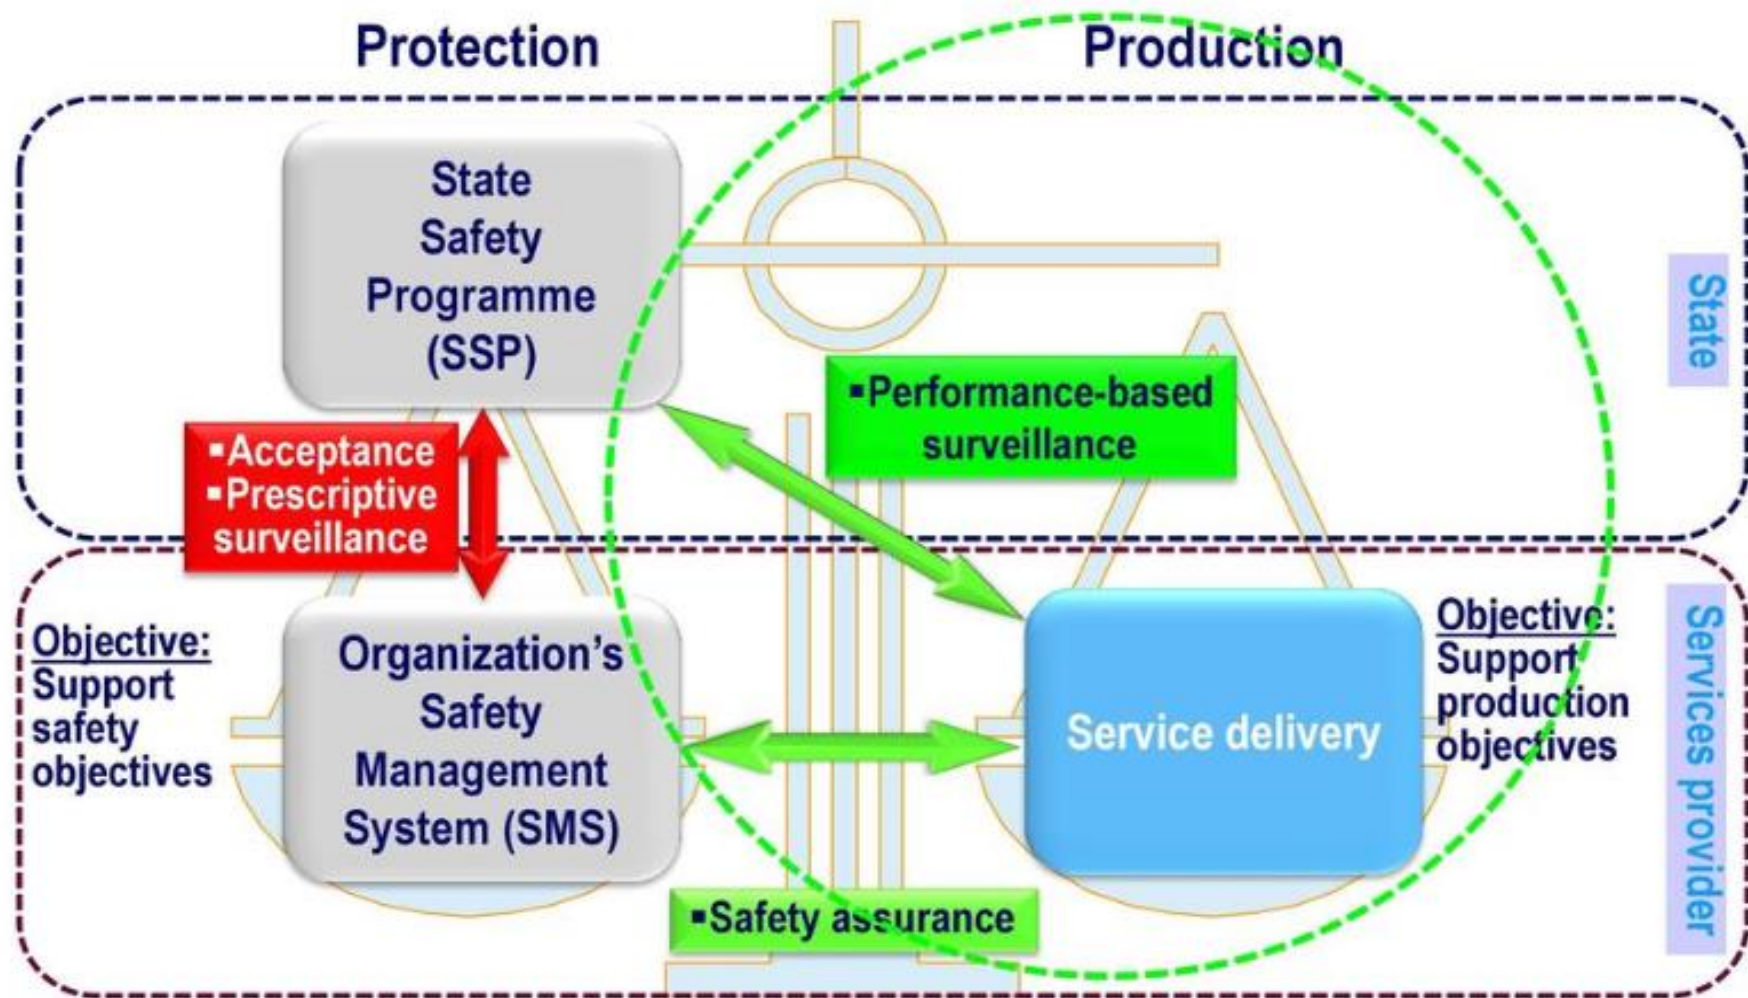 Protection
Production
State
Safety
Programme
(SSP)
State
▪Performance-based
surveillance
▪Acceptance
▪Prescriptive
surveillance
Objective:
Support
safety
objectives
Organization’s
Safety
Management
System (SMS)
Service delivery
Objective:
Support
production
objectives
Services provider
▪Safety assurance